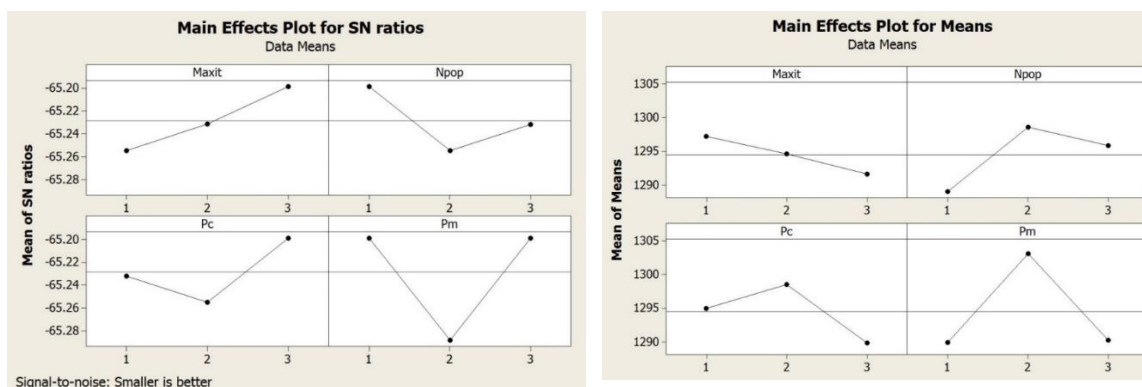 Main Effects Plot for SN ratios
Data Means
Maxit Npop
-65.20
-65.22
-65.24
-65.26
-65.28
1 2 3 1 2 3
Pc Pm
-65.20
-65.22
-65.24
-65.26
-65.28
1 2 3 1 2 3
Mean of SN ratios
Signal-to-noise: Smaller is better
Main Effects Plot for Means
Data Means
Maxit Npop
1305
1300
1295
1290
1 2 3 1 2 3
Pc Pm
1305
1300
1295
1290
1 2 3 1 2 3
Mean of Means